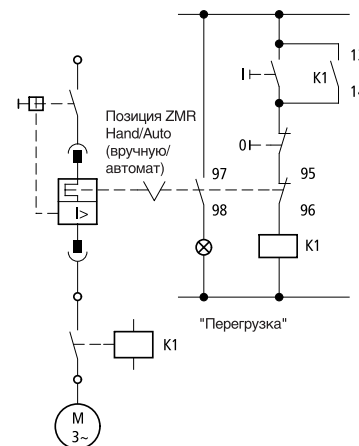 I
K1
13
14
Позиция ZMR
Hand/Auto
(вручную/
автомат)
0
I>
97
95
98
96
K1
"Перегрузка"
K1
M
3~